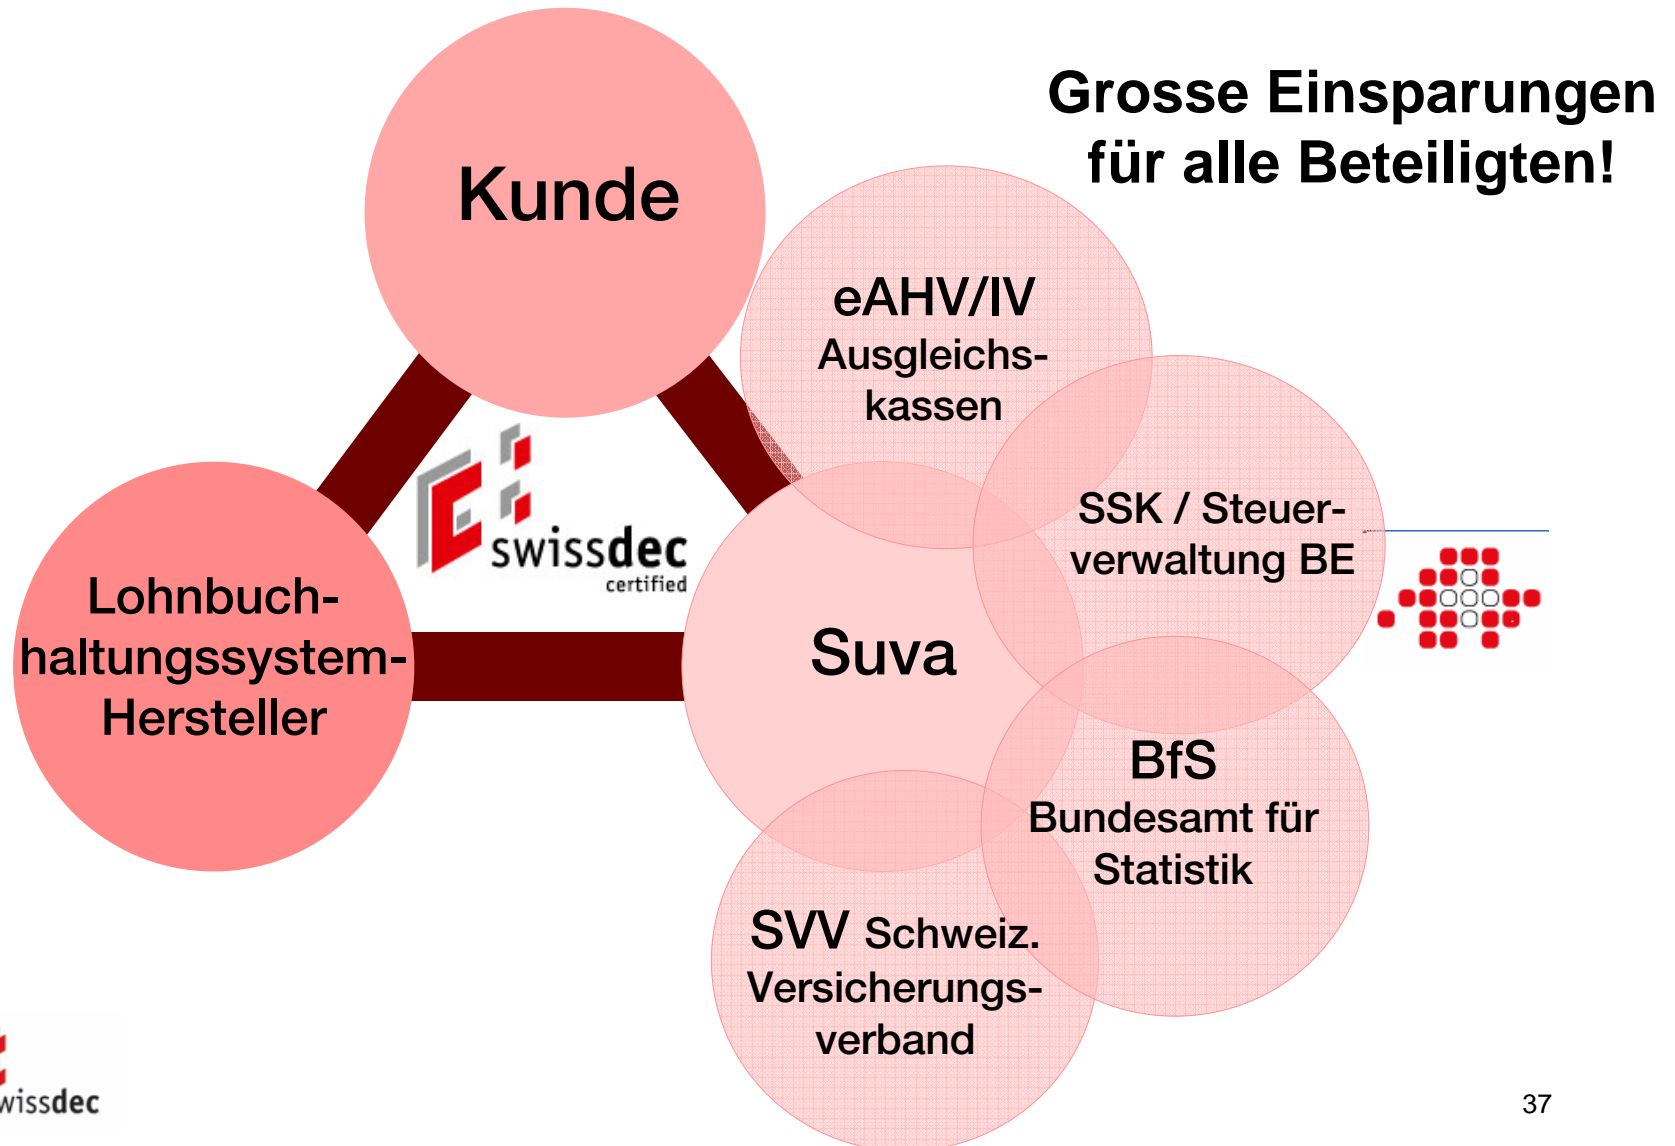 Grosse Einsparungen
für alle Beteiligten!
Kunde
eAHV/IV
Ausgleichs-
kassen
SSK / Steuer-
verwaltung BE
swissdec
certified
Lohnbuch-
haltungssystem-
Hersteller
Suva
BfS
Bundesamt für
Statistik
SVV Schweiz.
Versicherungs-
verband
wissdec
37